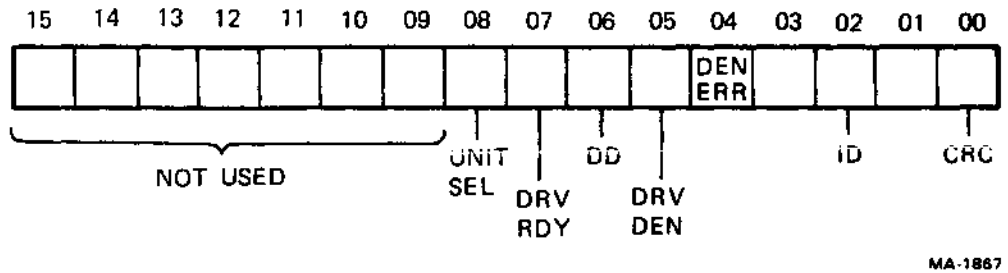 15 14 13 12 11 10 09 08 07 06 05 04 03 02 01 00
DEN
ERR
NOT USED
UNIT
SEL
DRV
RDY
DD
DRV
DEN
ID
CRC
MA-1867